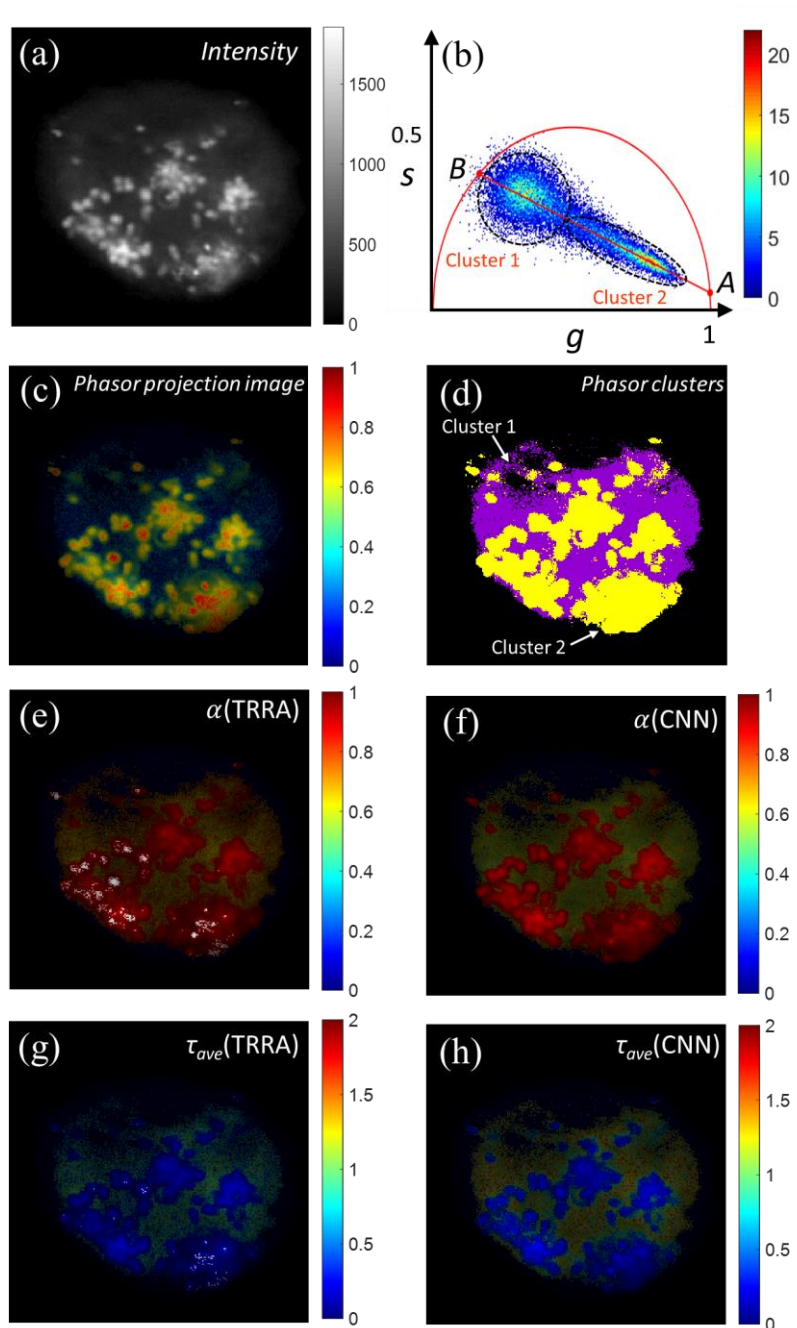 (a)
Intensity
1500
1000
500
0
(b)
0.5
s
B
Cluster 1
Cluster 2
A
g
1
20
15
10
5
0
(c)
Phasor projection image
1
0.8
0.6
0.4
0.2
0
(d)
Phasor clusters
Cluster 1
Cluster 2
(e)
α(TRRA)
1
0.8
0.6
0.4
0.2
0
(f)
α(CNN)
1
0.8
0.6
0.4
0.2
0
(g)
τave(TRRA)
2
1.5
1
0.5
0
(h)
τave(CNN)
2
1.5
1
0.5
0